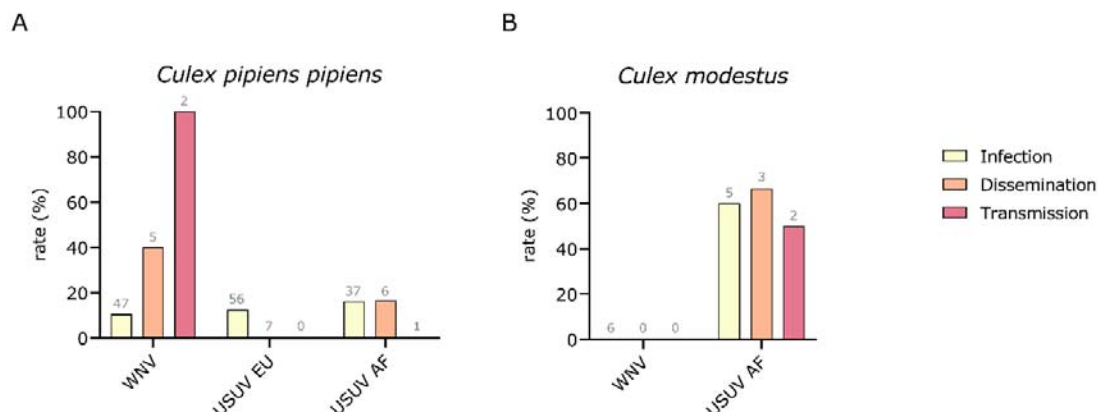 A
B
Culex pipiens pipiens
Culex modestus
rate (%)
100
80
60
40
20
0
47
5
2
56
7
0
37
6
1
WNV
USUV EU
USUV AF
rate (%)
100
80
60
40
20
0
6
0
0
5
3
2
WNV
USUV AF
Infection
Dissemination
Transmission